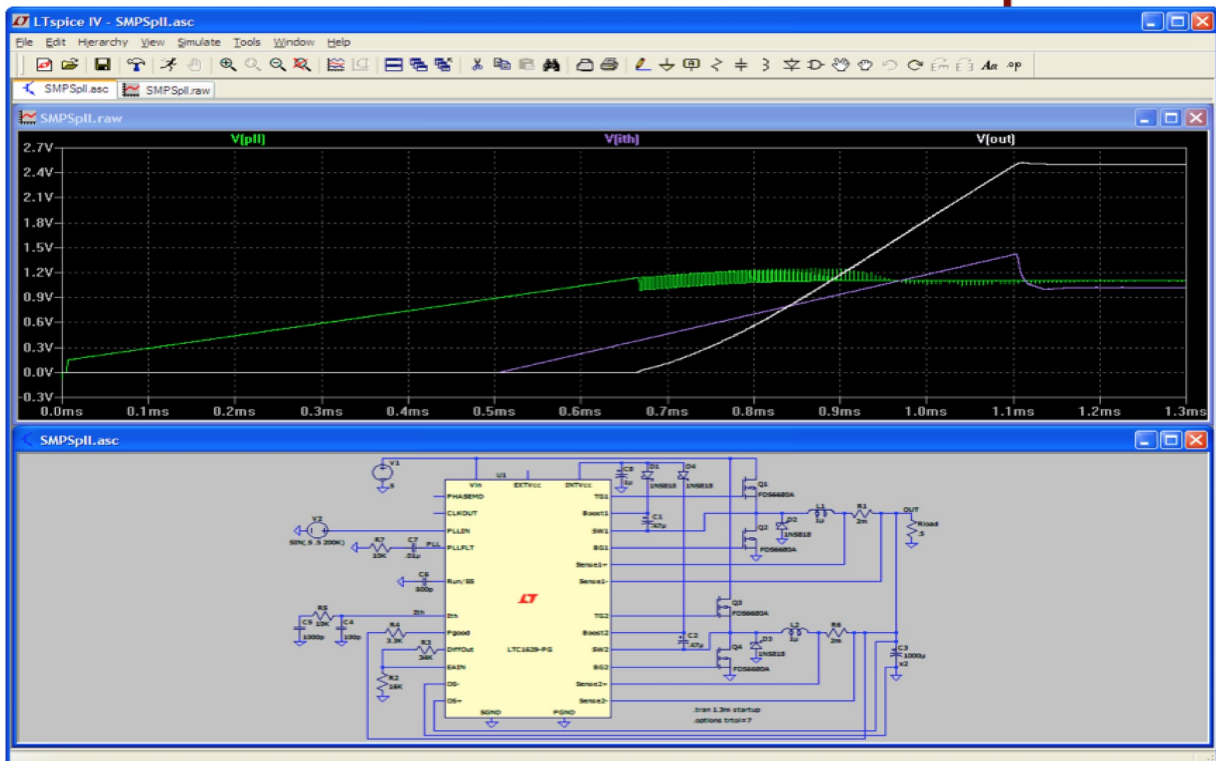 LTspice IV - SMPSpll.asc
File Edit Hierarchy View Simulate Tools Window Help
SMPSpll.asc SMPSpll.raw
SMPSpll.raw
V(pll) V(ith) V(out)
2.7V
2.4V
2.1V
1.8V
1.5V
1.2V
0.9V
0.6V
0.3V
0.0V
-0.3V
0.0ms 0.1ms 0.2ms 0.3ms 0.4ms 0.5ms 0.6ms 0.7ms 0.8ms 0.9ms 1.0ms 1.1ms 1.2ms 1.3ms
SMPSpll.asc
V1
5
V2
SIN(.5 .5 200K)
R7
10K
C7
.01µ
PLL
C6
500p
R5
10K
C5
1000p
C4
100p
Ith
R4
3.3K
R3
34K
R2
16K
U1
Vin EXTVcc INTVcc
PHASEMD
CLKOUT
PLLIN
PLLFLT
Run/SS
Ith
Pgood
DiffOut
EAIN
OS-
OS+
SGND PGND
LTC1629-PG
TG1
Boost1
SW1
BG1
Sense1+
Sense1-
TG2
Boost2
SW2
BG2
Sense2+
Sense2-
C8
1µ
D1
1N5818
D4
1N5818
C1
.47µ
Q1
FDS6680A
Q2
FDS6680A
D2
1N5818
L1
1µ
R1
2m
OUT
Rload
.5
Q3
FDS6680A
Q4
FDS6680A
C2
.47µ
D3
1N5818
L2
1µ
R6
2m
C3
1000µ
x2
.tran 1.3m startup
.options trtol=7